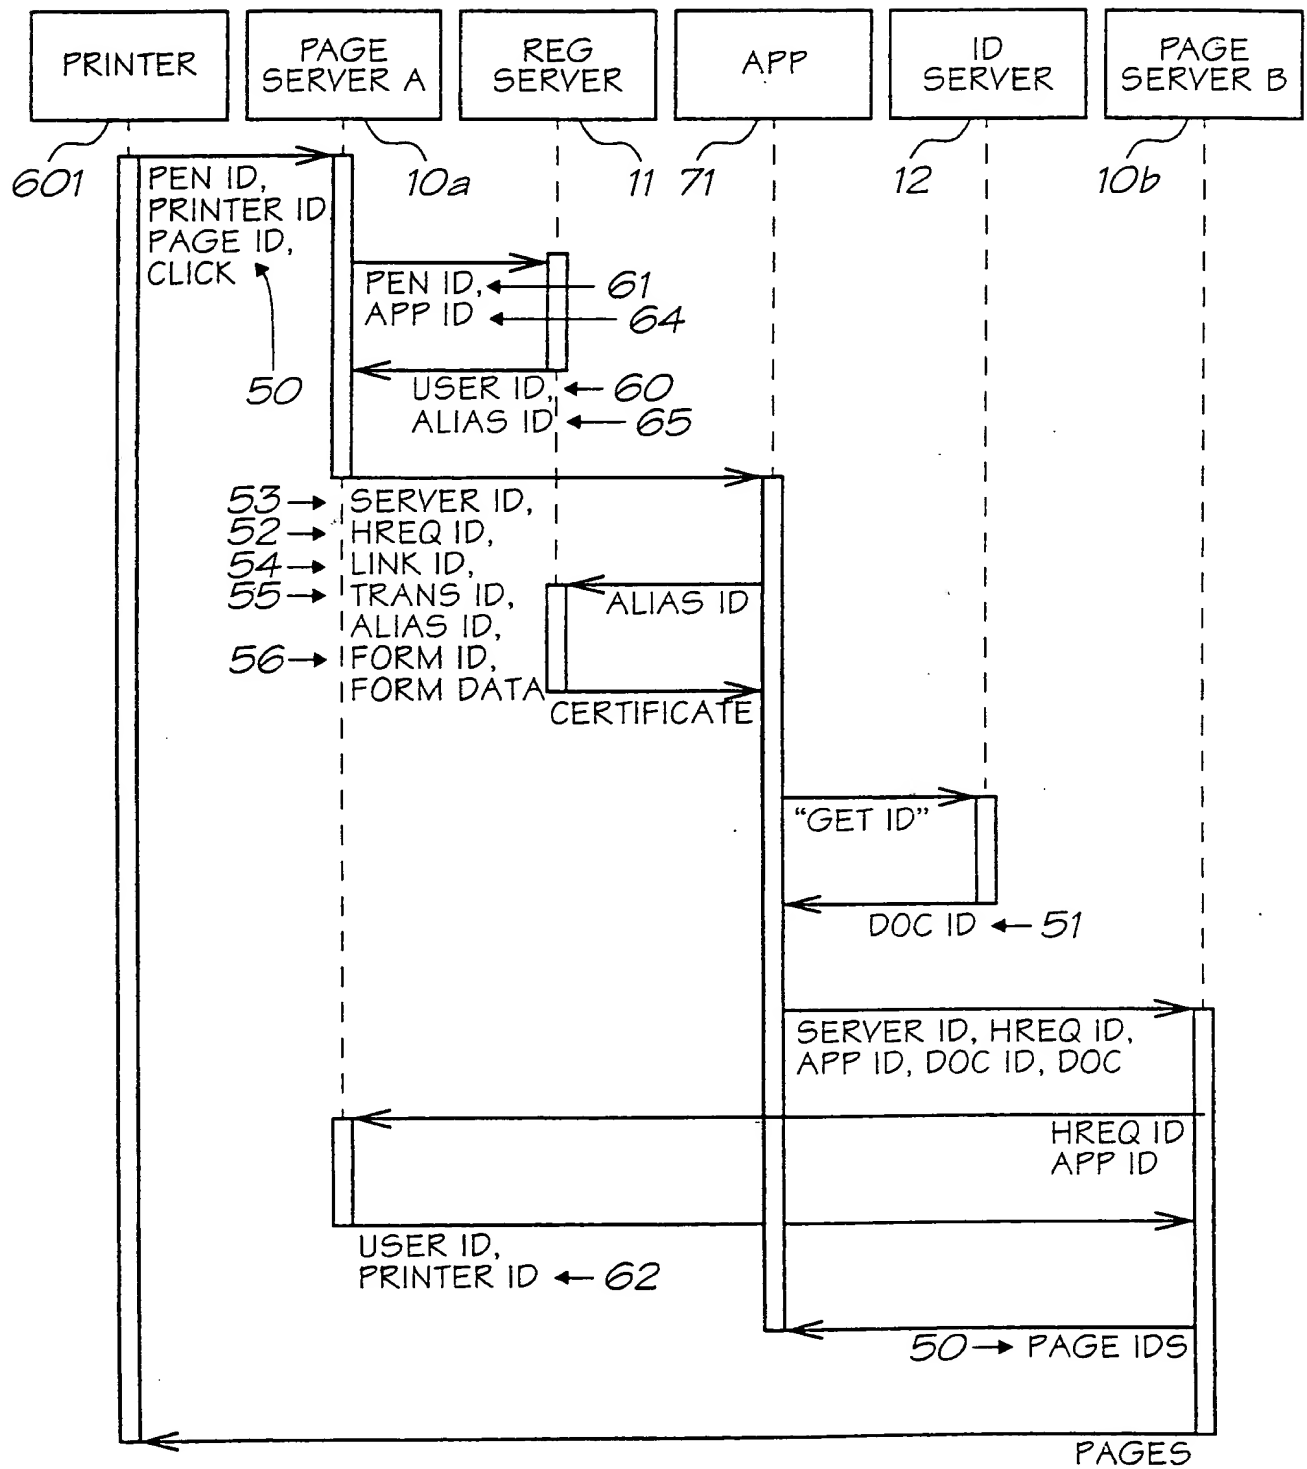 PRINTER
PAGE
SERVER A
REG
SERVER
APP
ID
SERVER
PAGE
SERVER B
601
10a
11
71
12
10b
PEN ID,
PRINTER ID
PAGE ID,
CLICK
50
PEN ID,
61
APP ID
64
USER ID,
60
ALIAS ID
65
53
SERVER ID,
52
HREQ ID,
54
LINK ID,
55
TRANS ID,
ALIAS ID,
56
FORM ID,
FORM DATA
ALIAS ID
CERTIFICATE
“GET ID”
DOC ID
51
SERVER ID, HREQ ID,
APP ID, DOC ID, DOC
HREQ ID
APP ID
USER ID,
PRINTER ID
62
50
PAGE IDS
PAGES